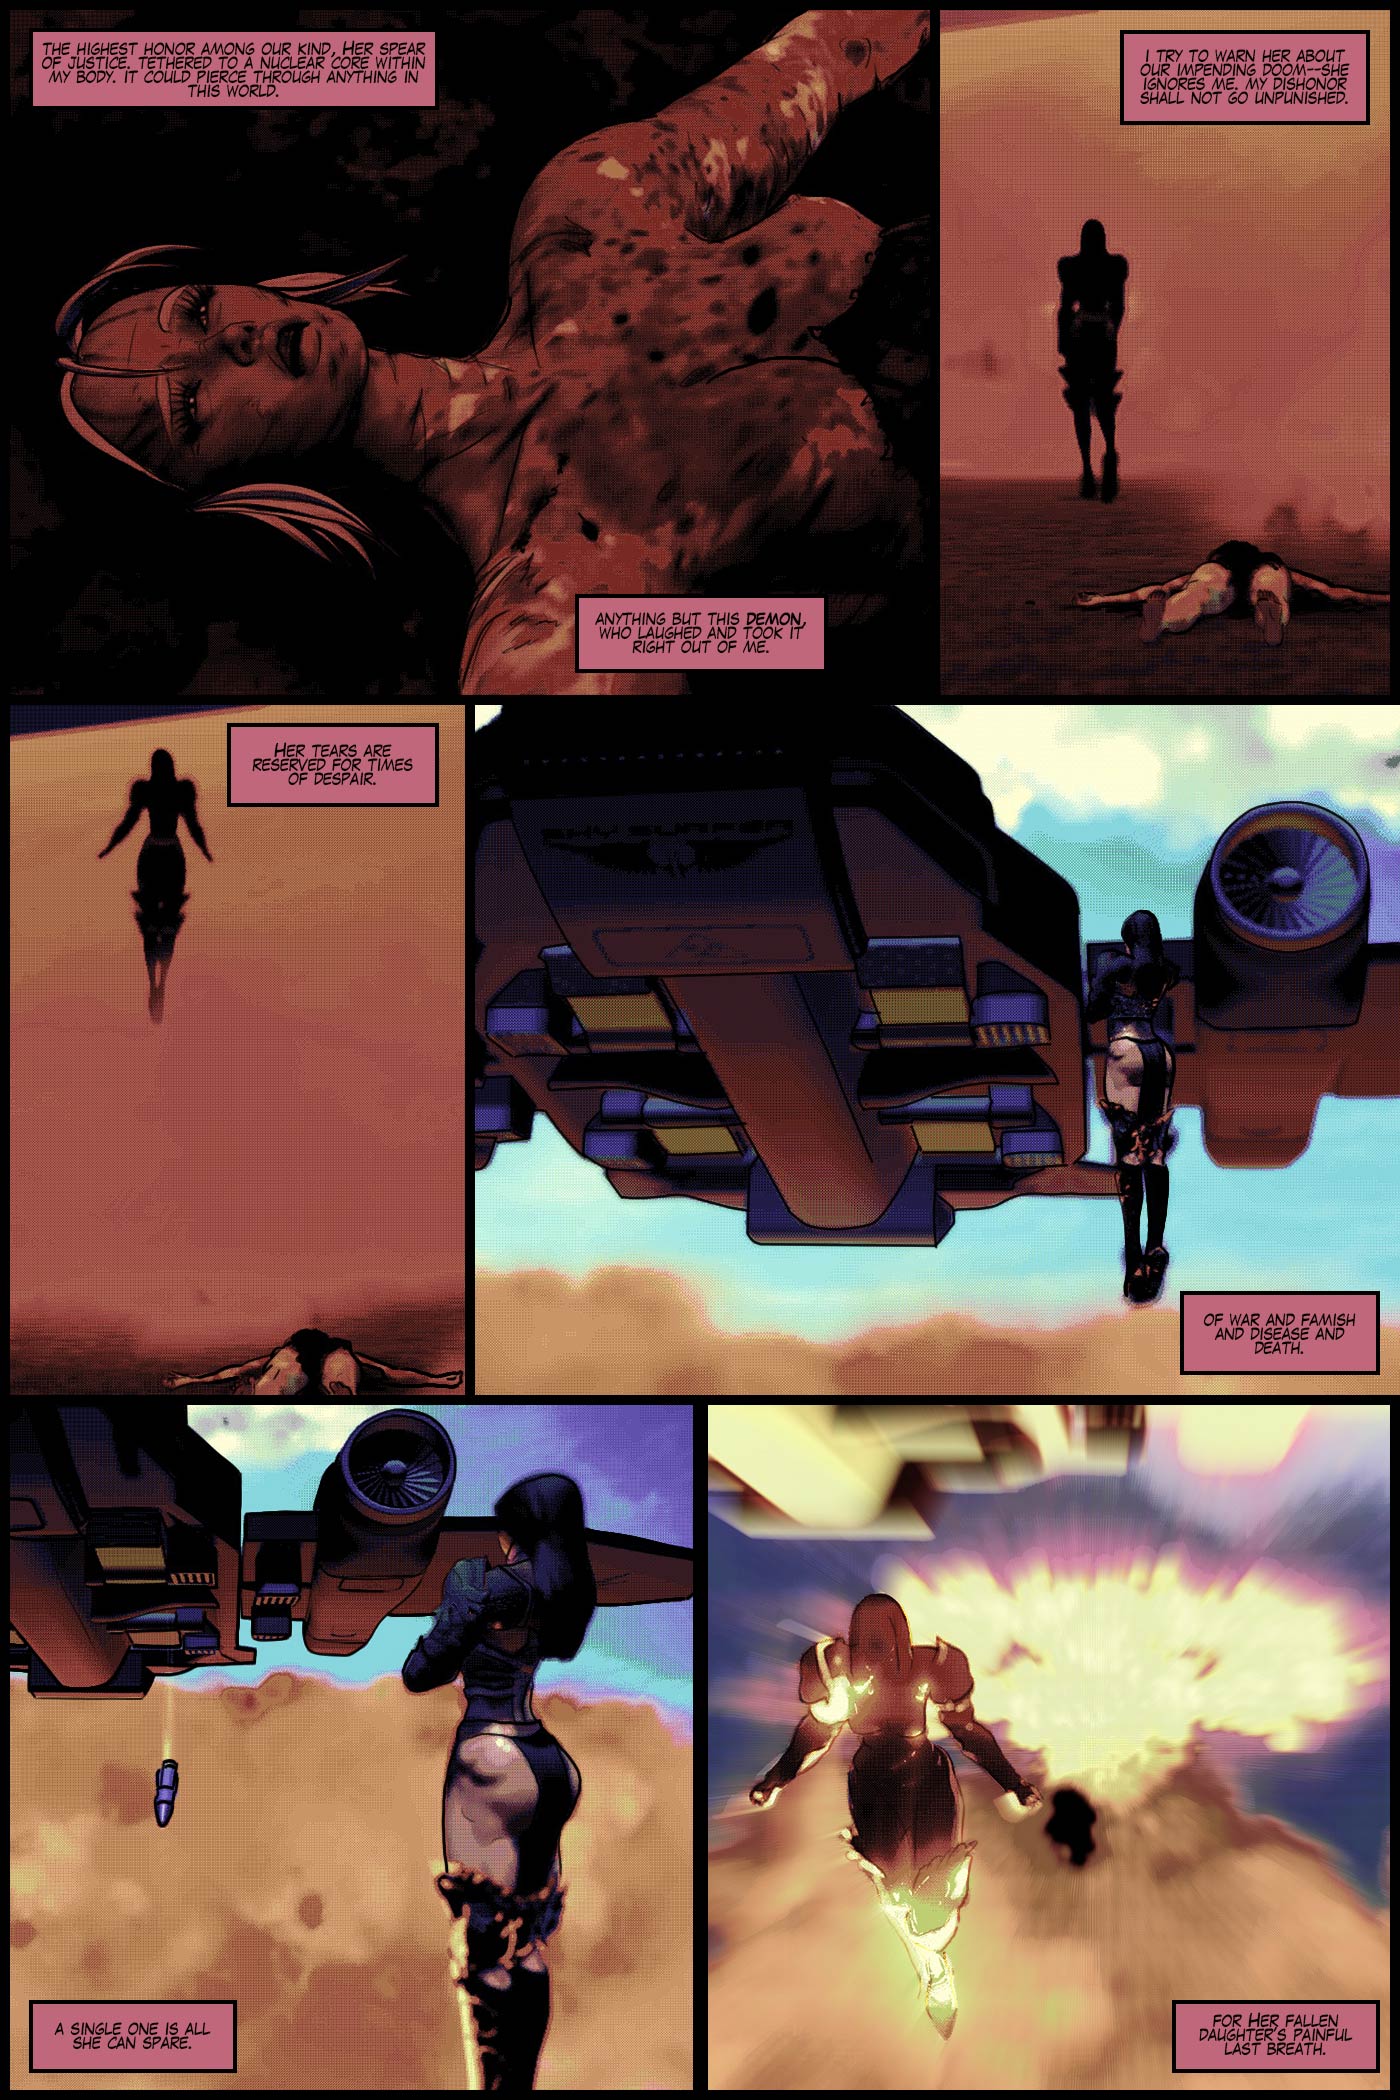 THE HIGHEST HONOR AMONG OUR KIND, HER SPEAR
OF JUSTICE. TETHERED TO A NUCLEAR CORE WITHIN
MY BODY. IT COULD PIERCE THROUGH ANYTHING IN
THIS WORLD.
ANYTHING BUT THIS DEMON,
WHO LAUGHED AND TOOK IT
RIGHT OUT OF ME.
I TRY TO WARN HER ABOUT
OUR IMPENDING DOOM--SHE
IGNORES ME. MY DISHONOR
SHALL NOT GO UNPUNISHED.
HER TEARS ARE
RESERVED FOR TIMES
OF DESPAIR.
SKY SURFER
OF WAR AND FAMISH
AND DISEASE AND
DEATH.
A SINGLE ONE IS ALL
SHE CAN SPARE.
FOR HER FALLEN
DAUGHTER'S PAINFUL
LAST BREATH.